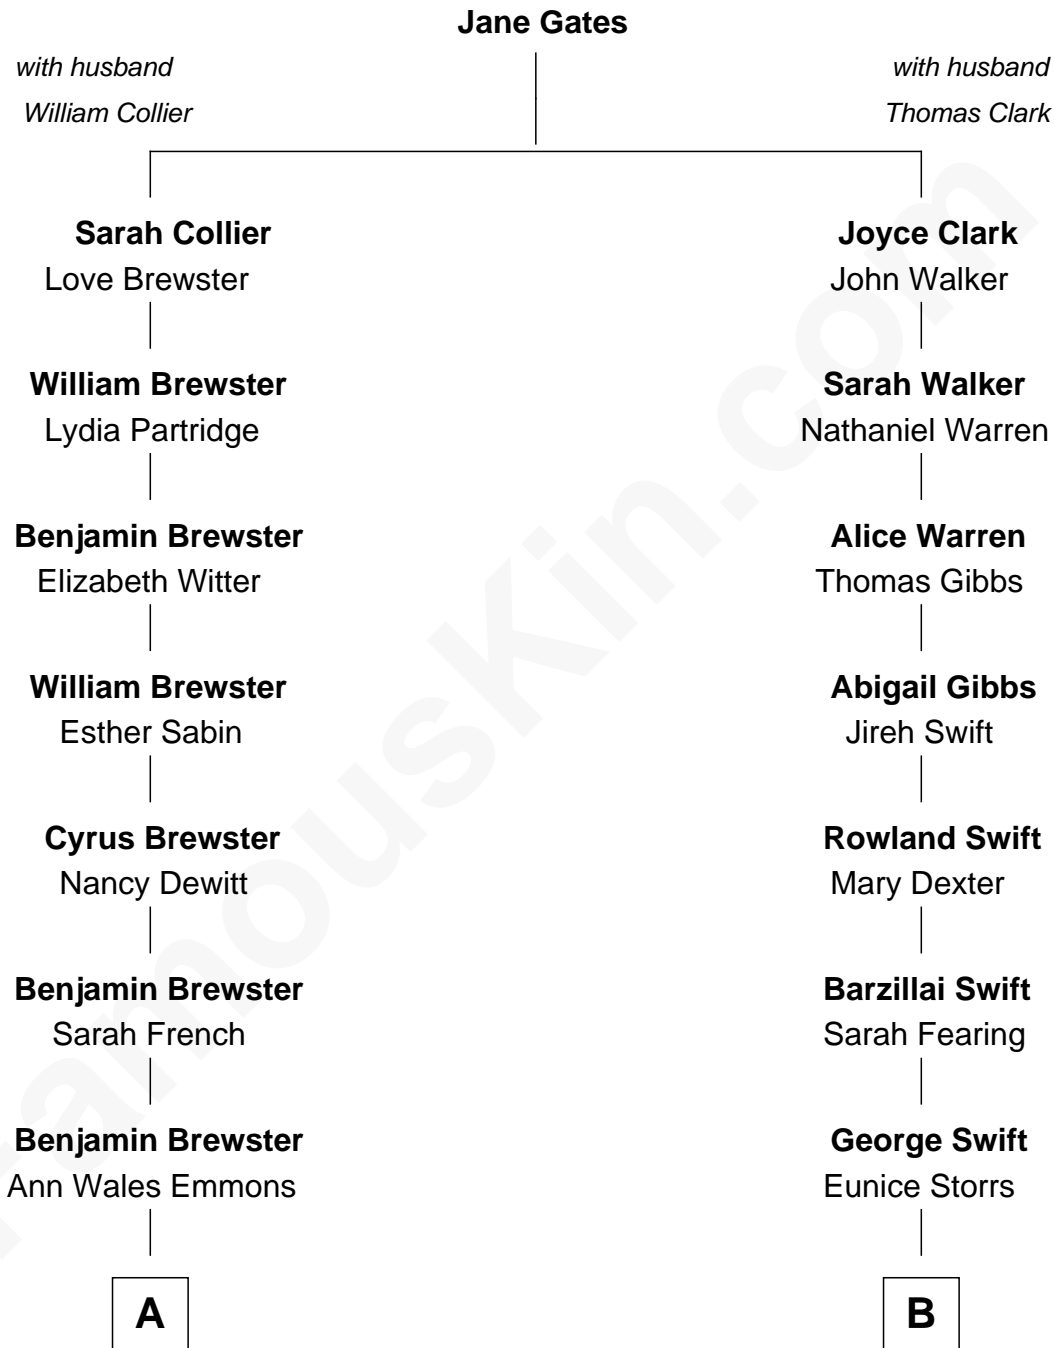 Jane Gates
with husband
William Collier
with husband
Thomas Clark
Sarah Collier
Love Brewster
Joyce Clark
John Walker
William Brewster
Lydia Partridge
Sarah Walker
Nathaniel Warren
Benjamin Brewster
Elizabeth Witter
Alice Warren
Thomas Gibbs
William Brewster
Esther Sabin
Abigail Gibbs
Jireh Swift
Cyrus Brewster
Nancy Dewitt
Rowland Swift
Mary Dexter
Benjamin Brewster
Sarah French
Barzillai Swift
Sarah Fearing
Benjamin Brewster
Ann Wales Emmons
George Swift
Eunice Storrs
A
B
FamousKin.com